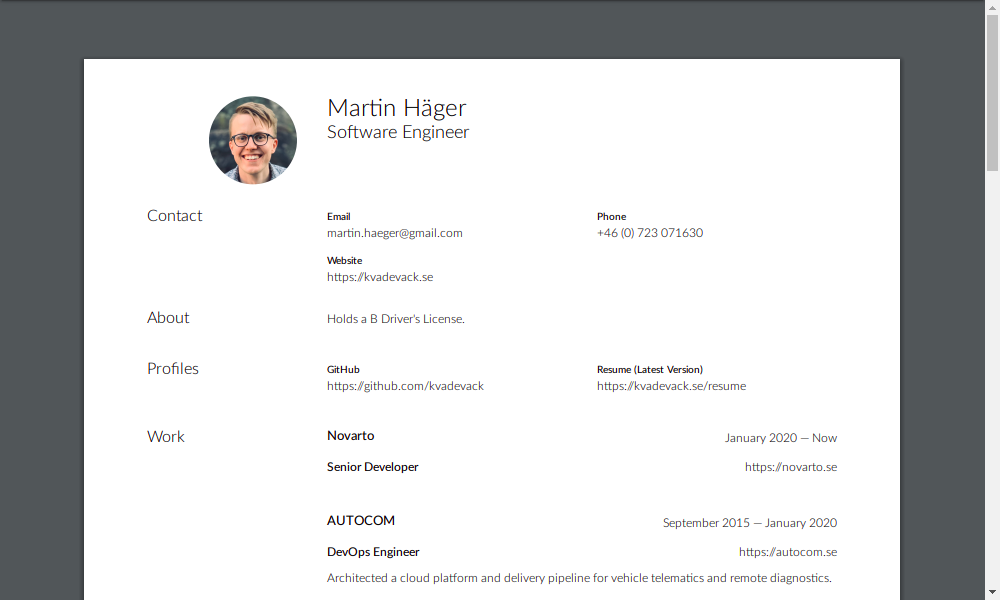 Martin Häger
Software Engineer
Contact
Email
martin.haeger@gmail.com
Phone
+46 (0) 723 071630
Website
https://kvadevack.se
About
Holds a B Driver's License.
Profiles
GitHub
https://github.com/kvadevack
Resume (Latest Version)
https://kvadevack.se/resume
Work
Novarto
January 2020 — Now
Senior Developer
https://novarto.se
AUTOCOM
September 2015 — January 2020
DevOps Engineer
https://autocom.se
Architected a cloud platform and delivery pipeline for vehicle telematics and remote diagnostics.